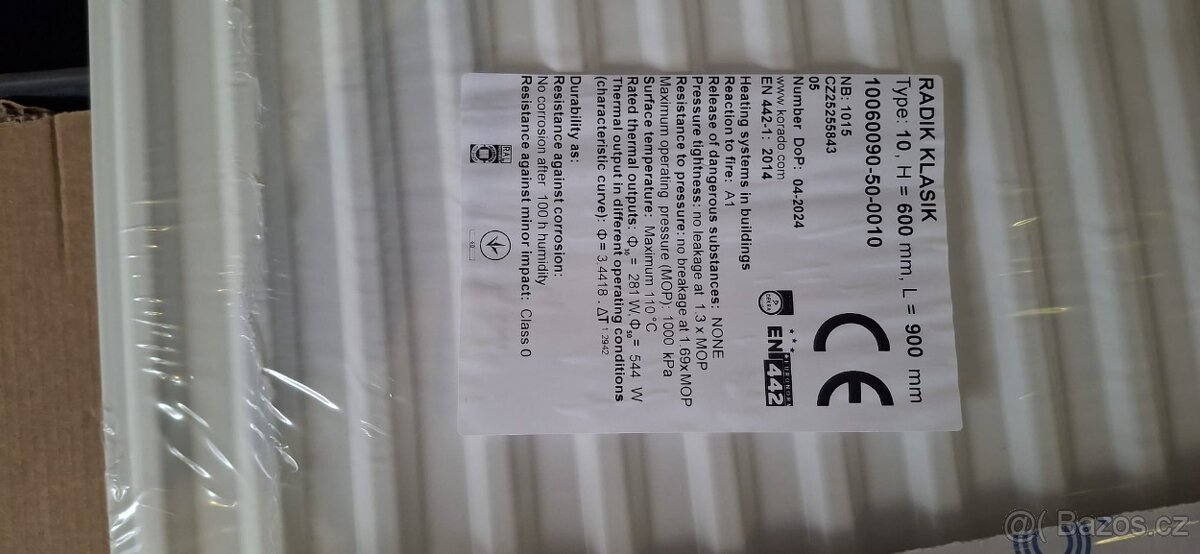 RADIK KLASIK
Type: 10, H = 600 mm, L = 900 mm
10060090-50-0010
NB: 1015
CZ25255843
05
Number DoP: 04-2024
www.korado.com
EN 442-1: 2014
CE
EN 442
Heating systems in buildings
Reaction to fire: A1
Release of dangerous substances: NONE
Pressure tightness: no leakage at 1.3 x MOP
Resistance to pressure: no breakage at 1.69xMOP
Maximum operating pressure (MOP): 1000 kPa
Surface temperature: Maximum 110 °C
Rated thermal outputs: Φ₃₀ = 281 W, Φ₅₀ = 544 W
Thermal output in different operating conditions
(characteristic curve): Φ = 3,4418 . ΔT 1.2942
Durability as:
Resistance against corrosion:
No corrosion after 100 h humidity
Resistance against minor impact: Class 0
RAL
@( Bazos.cz